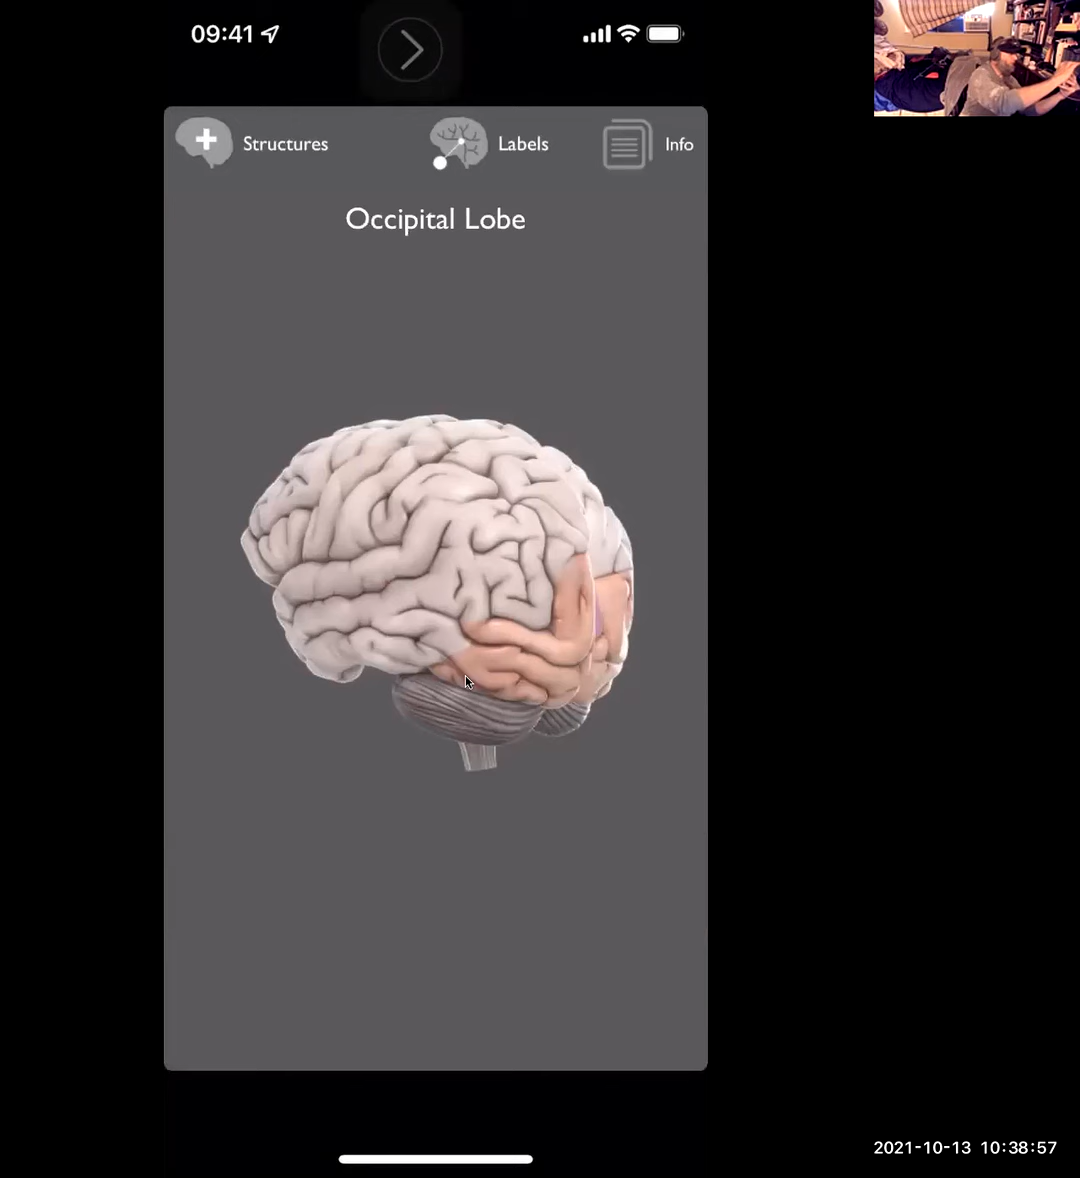 09:41
Structures
Labels
Info
Occipital Lobe
2021-10-13 10:38:57